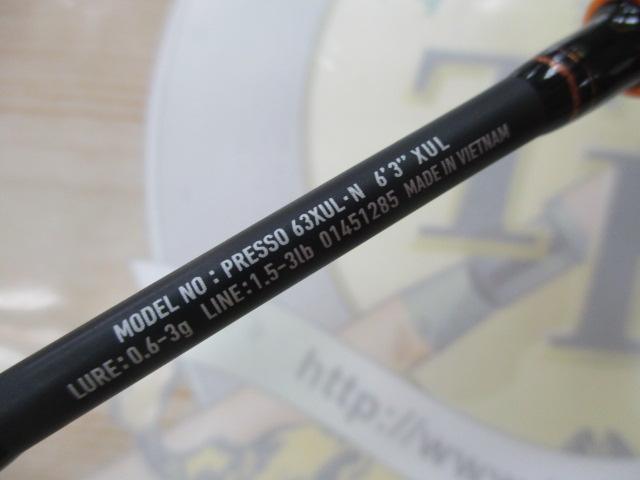 MODEL NO : PRESSO 63XUL·N 6'3" XUL
LURE:0.6-3g LINE:1.5-3lb 01451285 MADE IN VIETNAM
http://www.